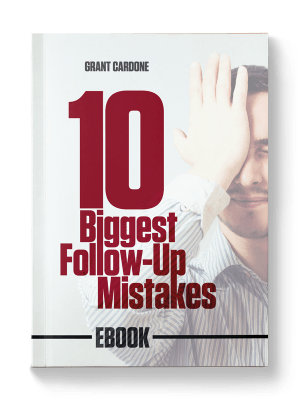 GRANT CARDONE
10
Biggest
Follow-Up
Mistakes
EBOOK